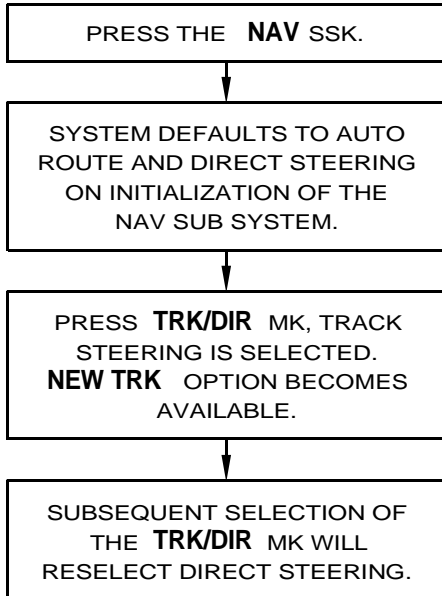 PRESS THE NAV SSK.
SYSTEM DEFAULTS TO AUTO
ROUTE AND DIRECT STEERING
ON INITIALIZATION OF THE
NAV SUB SYSTEM.
PRESS TRK/DIR MK, TRACK
STEERING IS SELECTED.
NEW TRK OPTION BECOMES
AVAILABLE.
SUBSEQUENT SELECTION OF
THE TRK/DIR MK WILL
RESELECT DIRECT STEERING.